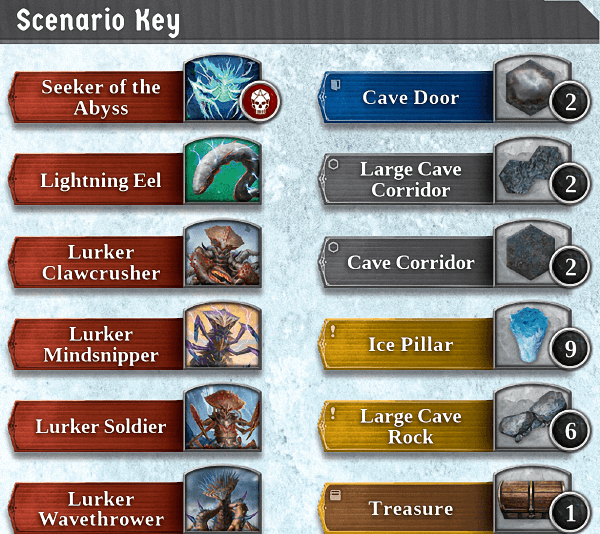 Scenario Key
Seeker of the
Abyss
Lightning Eel
Lurker
Clawcrusher
Lurker
Mindsnipper
Lurker Soldier
Lurker
Wavethrower
Cave Door
2
Large Cave
Corridor
2
Cave Corridor
2
!
Ice Pillar
9
!
Large Cave
Rock
6
Treasure
1